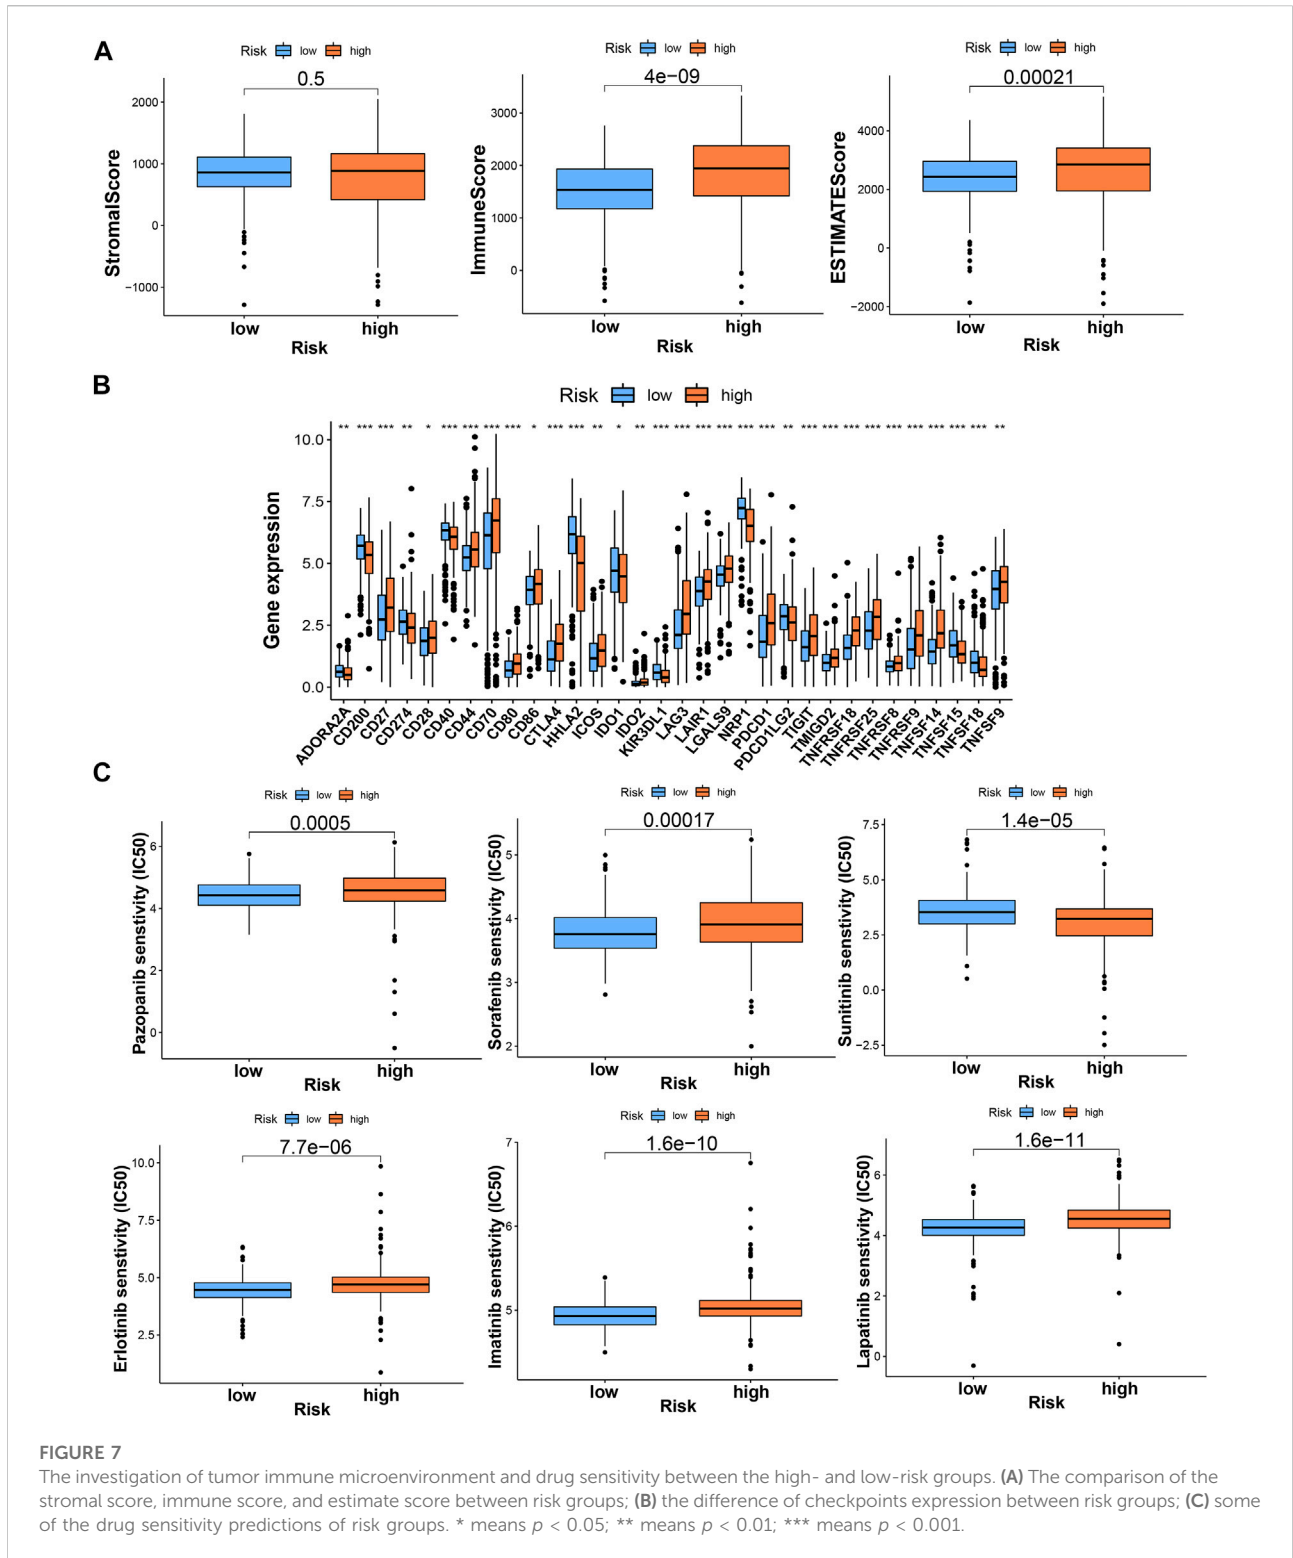 A
Risk low high
0.5
StromalScore
2000
1000
0
−1000
low high
Risk
Risk low high
4e−09
ImmuneScore
3000
2000
1000
0
low high
Risk
Risk low high
0.00021
ESTIMATEScore
4000
2000
0
−2000
low high
Risk
B
Risk low high
** *** *** ** * *** *** *** *** * *** *** ** * ** *** *** *** *** *** *** ** *** *** *** *** *** *** *** *** *** **
Gene expression
10.0
7.5
5.0
2.5
0.0
ADORA2A
CD200
CD27
CD274
CD28
CD40
CD44
CD70
CD80
CD86
CTLA4
HHLA2
ICOS
IDO1
IDO2
KIR3DL1
LAG3
LAIR1
LGALS9
NRP1
PDCD1
PDCD1LG2
TIGIT
TMIGD2
TNFRSF18
TNFRSF25
TNFRSF8
TNFRSF9
TNFSF14
TNFSF15
TNFSF18
TNFSF9
C
Risk low high
0.0005
Pazopanib senstivity (IC50)
6
4
2
0
low high
Risk
Risk low high
0.00017
Sorafenib senstivity (IC50)
5
4
3
2
low high
Risk
Risk low high
1.4e−05
Sunitinib senstivity (IC50)
7.5
5.0
2.5
0.0
−2.5
low high
Risk
Risk low high
7.7e−06
Erlotinib senstivity (IC50)
10.0
7.5
5.0
2.5
low high
Risk
Risk low high
1.6e−10
Imatinib senstivity (IC50)
7
6
5
low high
Risk
Risk low high
1.6e−11
Lapatinib senstivity (IC50)
6
4
2
0
low high
Risk
FIGURE 7
The investigation of tumor immune microenvironment and drug sensitivity between the high- and low-risk groups. (A) The comparison of the
stromal score, immune score, and estimate score between risk groups; (B) the difference of checkpoints expression between risk groups; (C) some
of the drug sensitivity predictions of risk groups. * means p < 0.05; ** means p < 0.01; *** means p < 0.001.